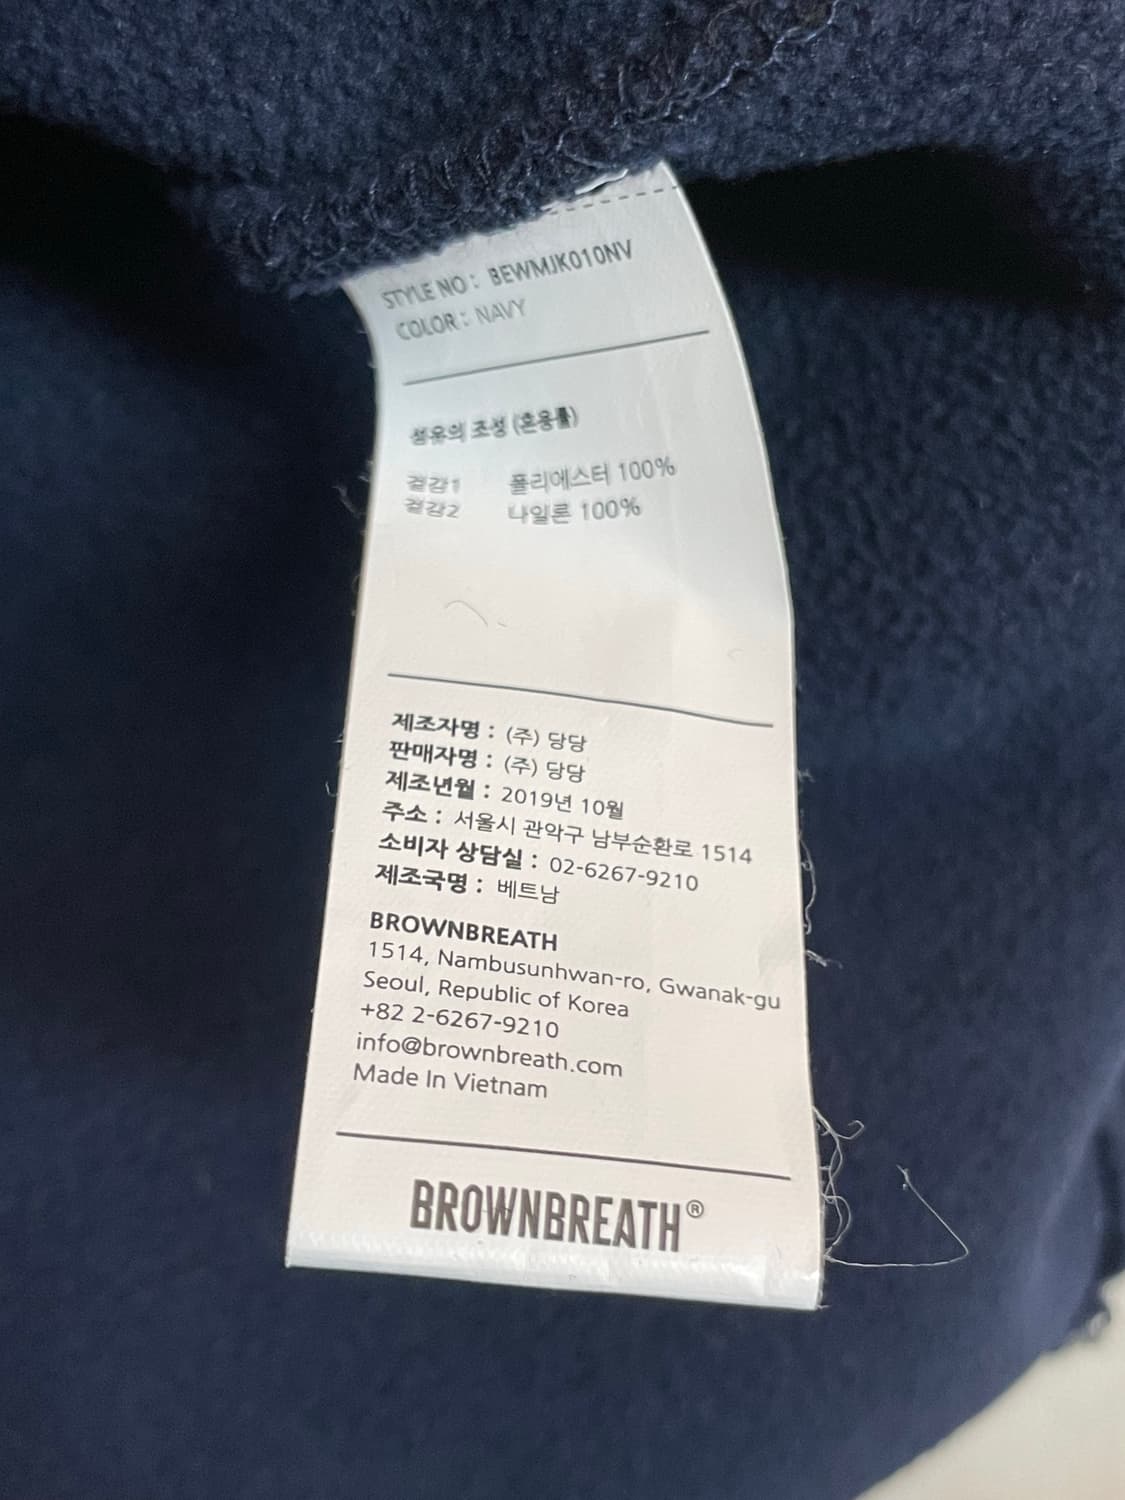 STYLE NO : BEWMJK010NV
COLOR : NAVY
섬유의 조성 (혼용률)
겉감1 폴리에스터 100%
겉감2 나일론 100%
제조자명 : (주) 당당
판매자명 : (주) 당당
제조년월 : 2019년 10월
주소 : 서울시 관악구 남부순환로 1514
소비자 상담실 : 02-6267-9210
제조국명 : 베트남
BROWNBREATH
1514, Nambusunhwan-ro, Gwanak-gu
Seoul, Republic of Korea
+82 2-6267-9210
info@brownbreath.com
Made In Vietnam
BROWNBREATH®